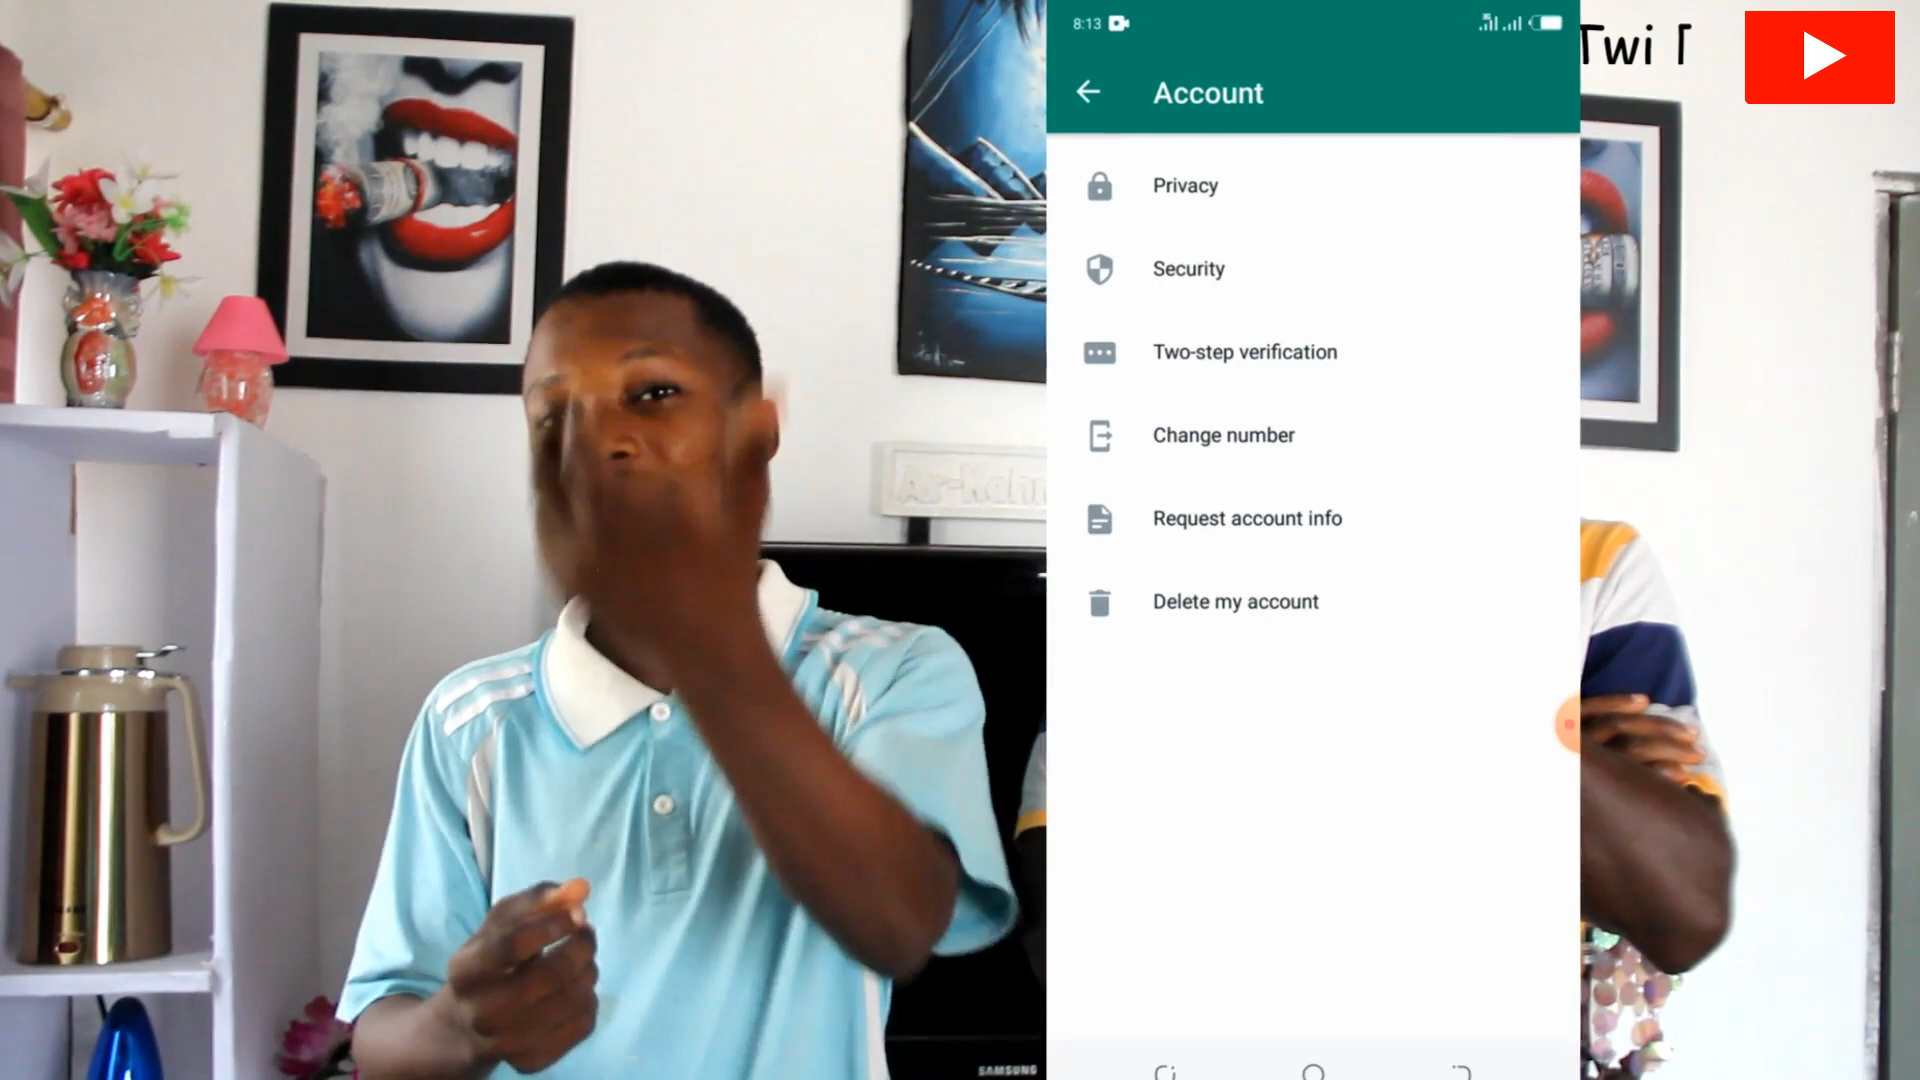 8:13
Twi
Account
Privacy
Security
Two-step verification
Change number
Request account info
Delete my account
SAMSUNG